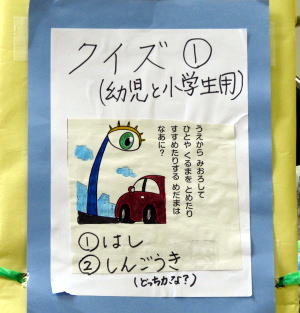 クイズ①
(幼児と小学生用)
うえから みおろして
ひとや くるまを とめたり
すすめたりする めだまは
なあに?
①はし
②しんごうき
(どっちかな?)